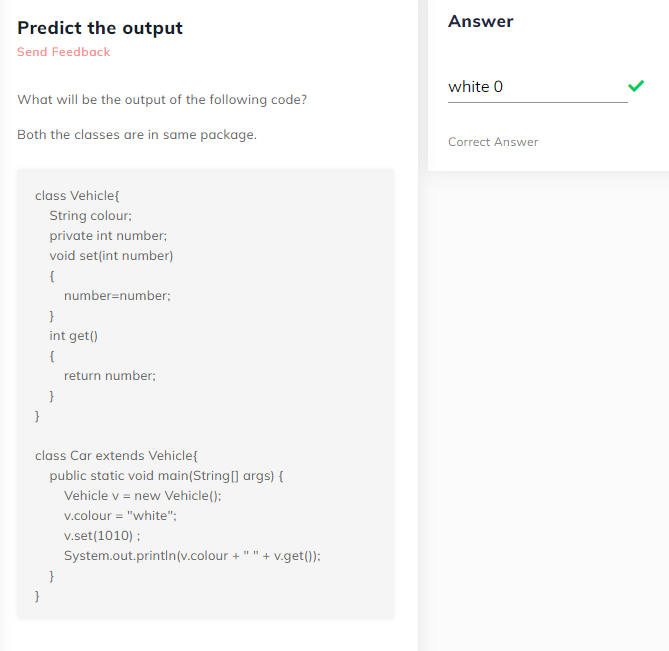 Predict the output
Send Feedback
What will be the output of the following code?
Both the classes are in same package.
class Vehicle{
    String colour;
    private int number;
    void set(int number)
    {
        number=number;
    }
    int get()
    {
        return number;
    }
}

class Car extends Vehicle{
    public static void main(String[] args) {
        Vehicle v = new Vehicle();
        v.colour = "white";
        v.set(1010) ;
        System.out.println(v.colour + " " + v.get());
    }
}
Answer
white 0
Correct Answer